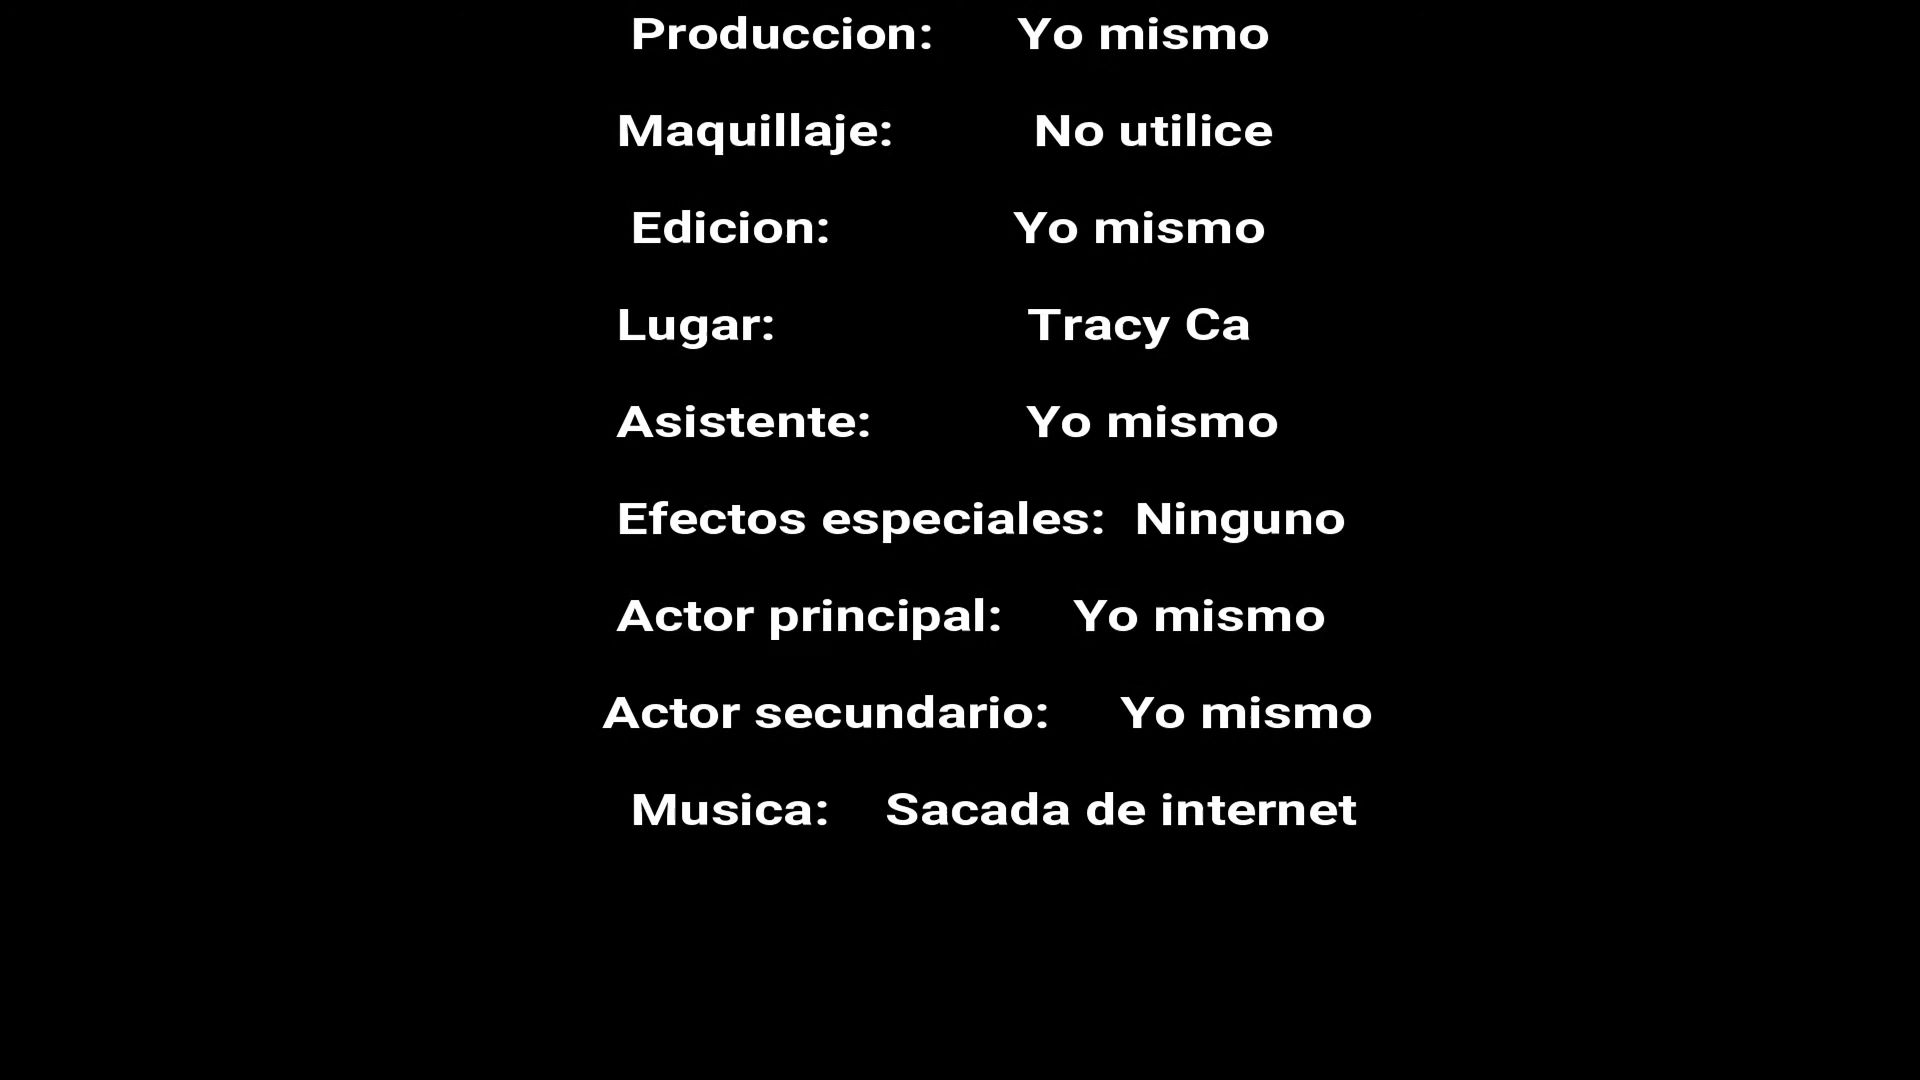 Produccion: Yo mismo
Maquillaje: No utilice
Edicion: Yo mismo
Lugar: Tracy Ca
Asistente: Yo mismo
Efectos especiales: Ninguno
Actor principal: Yo mismo
Actor secundario: Yo mismo
Musica: Sacada de internet